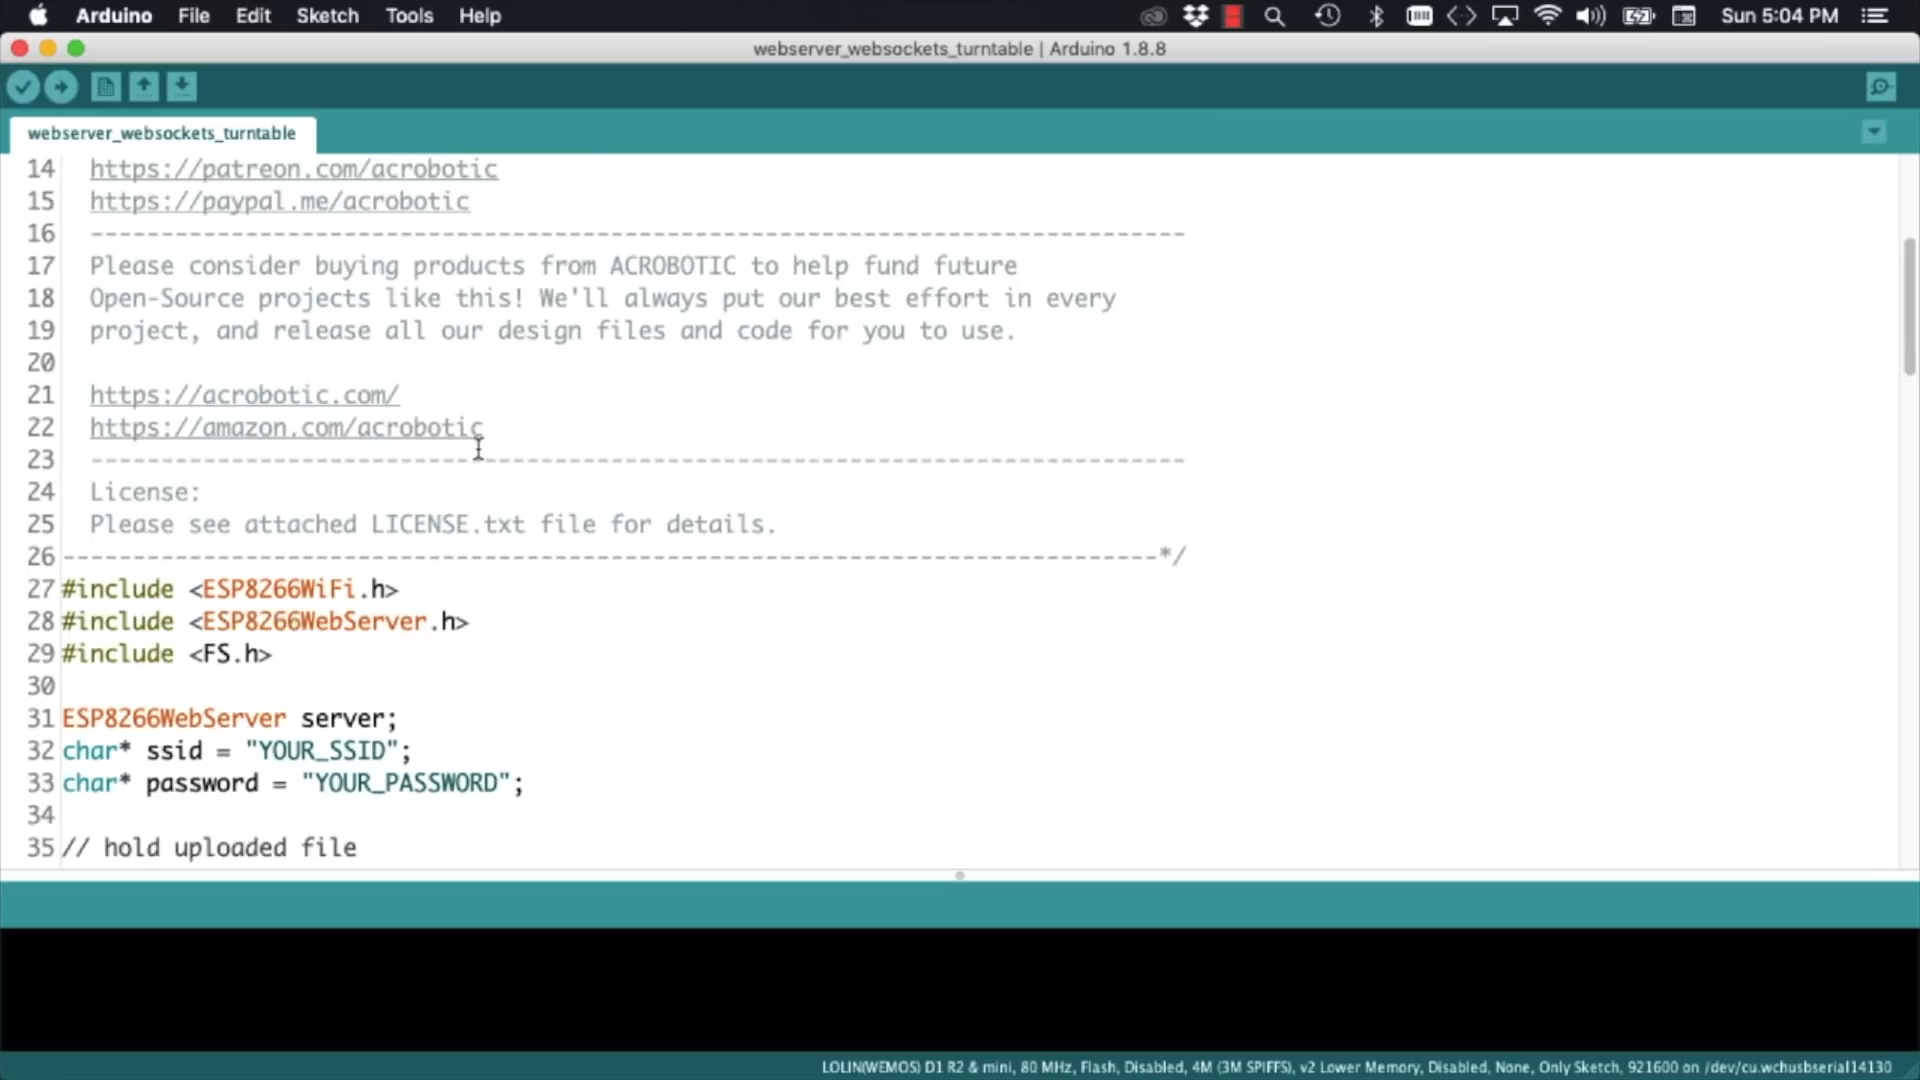 Arduino File Edit Sketch Tools Help Sun 5:04 PM
webserver_websockets_turntable | Arduino 1.8.8
webserver_websockets_turntable
14 https://patreon.com/acrobotic
15 https://paypal.me/acrobotic
16 ------------------------------------------------------------------------------
17 Please consider buying products from ACROBOTIC to help fund future
18 Open-Source projects like this! We'll always put our best effort in every
19 project, and release all our design files and code for you to use.
20
21 https://acrobotic.com/
22 https://amazon.com/acrobotic
23 ------------------------------------------------------------------------------
24 License:
25 Please see attached LICENSE.txt file for details.
26 ------------------------------------------------------------------------------*/
27 #include <ESP8266WiFi.h>
28 #include <ESP8266WebServer.h>
29 #include <FS.h>
30
31 ESP8266WebServer server;
32 char* ssid = "YOUR_SSID";
33 char* password = "YOUR_PASSWORD";
34
35 // hold uploaded file
LOLIN(WEMOS) D1 R2 & mini, 80 MHz, Flash, Disabled, 4M (3M SPIFFS), v2 Lower Memory, Disabled, None, Only Sketch, 921600 on /dev/cu.wchusbserial14130